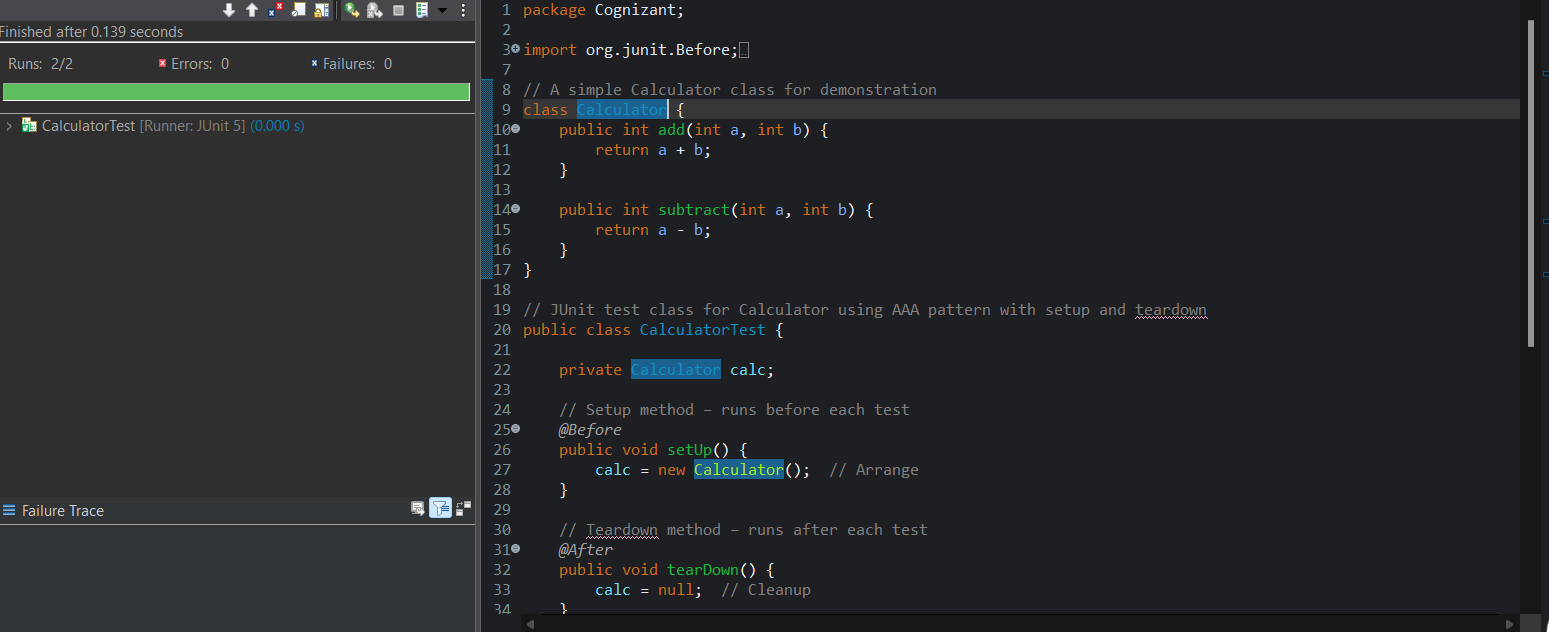 Finished after 0.139 seconds
Runs: 2/2 Errors: 0 Failures: 0
CalculatorTest [Runner: JUnit 5] (0.000 s)
Failure Trace
1 package Cognizant;
2
3 import org.junit.Before;
7
8 // A simple Calculator class for demonstration
9 class Calculator {
10 public int add(int a, int b) {
11 return a + b;
12 }
13
14 public int subtract(int a, int b) {
15 return a - b;
16 }
17 }
18
19 // JUnit test class for Calculator using AAA pattern with setup and teardown
20 public class CalculatorTest {
21
22 private Calculator calc;
23
24 // Setup method – runs before each test
25 @Before
26 public void setUp() {
27 calc = new Calculator(); // Arrange
28 }
29
30 // Teardown method – runs after each test
31 @After
32 public void tearDown() {
33 calc = null; // Cleanup
34 }